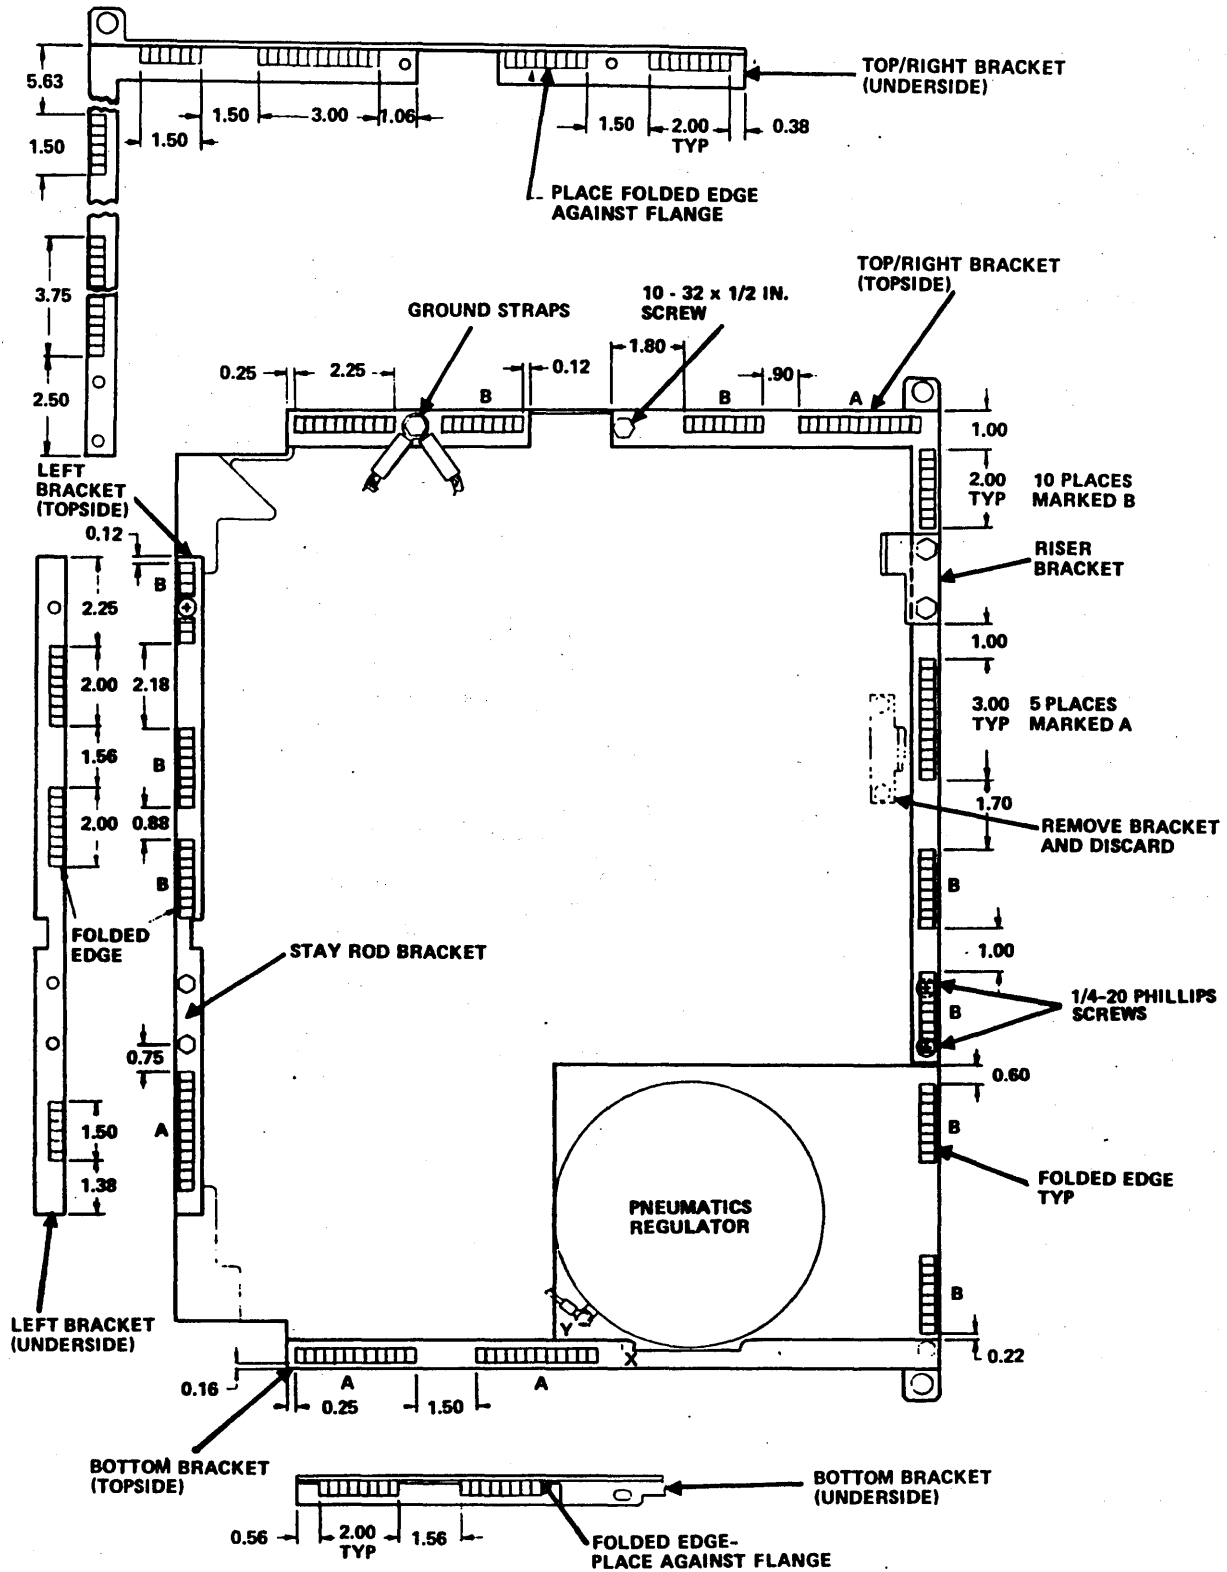 5.63
TOP/RIGHT BRACKET
(UNDERSIDE)
1.50
3.00
1.06
1.50
1.50
2.00
TYP
0.38
1.50
PLACE FOLDED EDGE
AGAINST FLANGE
TOP/RIGHT BRACKET
(TOPSIDE)
3.75
GROUND STRAPS
10 - 32 x 1/2 IN.
SCREW
1.80
0.25
2.25
0.12
.90
B
B
A
2.50
1.00
LEFT
BRACKET
(TOPSIDE)
2.00
TYP
10 PLACES
MARKED B
0.12
B
RISER
BRACKET
2.25
1.00
2.00
2.18
3.00
TYP
5 PLACES
MARKED A
1.56
B
1.70
2.00
0.88
REMOVE BRACKET
AND DISCARD
B
B
FOLDED
EDGE
STAY ROD BRACKET
1.00
1/4-20 PHILLIPS
SCREWS
B
0.75
0.60
1.50
A
B
1.38
FOLDED EDGE
TYP
PNEUMATICS
REGULATOR
B
LEFT BRACKET
(UNDERSIDE)
Y
X
0.22
0.16
A
A
0.25
1.50
BOTTOM BRACKET
(TOPSIDE)
BOTTOM BRACKET
(UNDERSIDE)
0.56
2.00
TYP
1.56
FOLDED EDGE-
PLACE AGAINST FLANGE